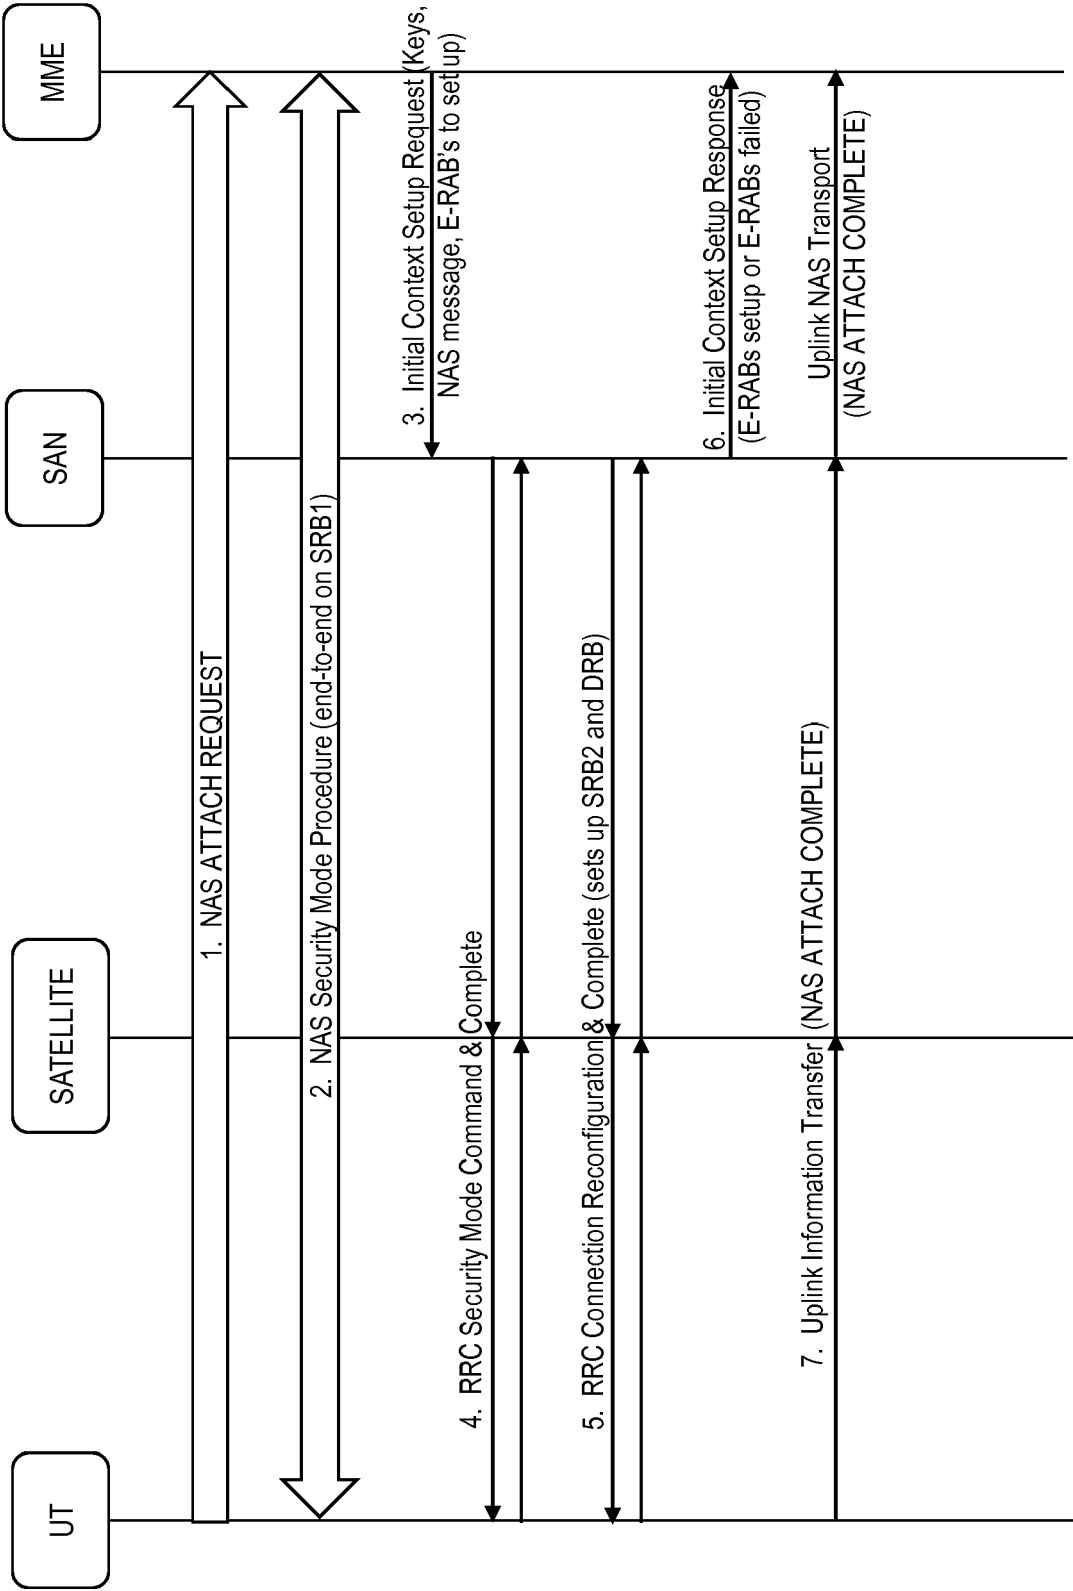 UT
SATELLITE
SAN
MME
1. NAS ATTACH REQUEST
2. NAS Security Mode Procedure (end-to-end on SRB1)
3. Initial Context Setup Request (Keys,
NAS message, E-RAB's to set up)
4. RRC Security Mode Command & Complete
5. RRC Connection Reconfiguration & Complete (sets up SRB2 and DRB)
6. Initial Context Setup Response
(E-RABs setup or E-RABs failed)
7. Uplink Information Transfer (NAS ATTACH COMPLETE)
Uplink NAS Transport
(NAS ATTACH COMPLETE)